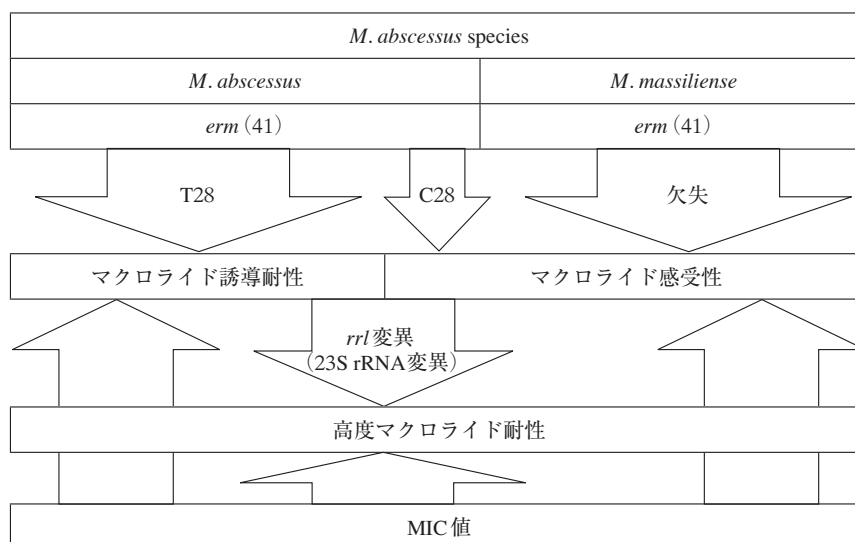 M. abscessus species
M. abscessus
M. massiliense
erm（41）
erm（41）
T28
C28
欠失
マクロライド誘導耐性
マクロライド感受性
rrl変異
（23S rRNA変異）
高度マクロライド耐性
MIC値